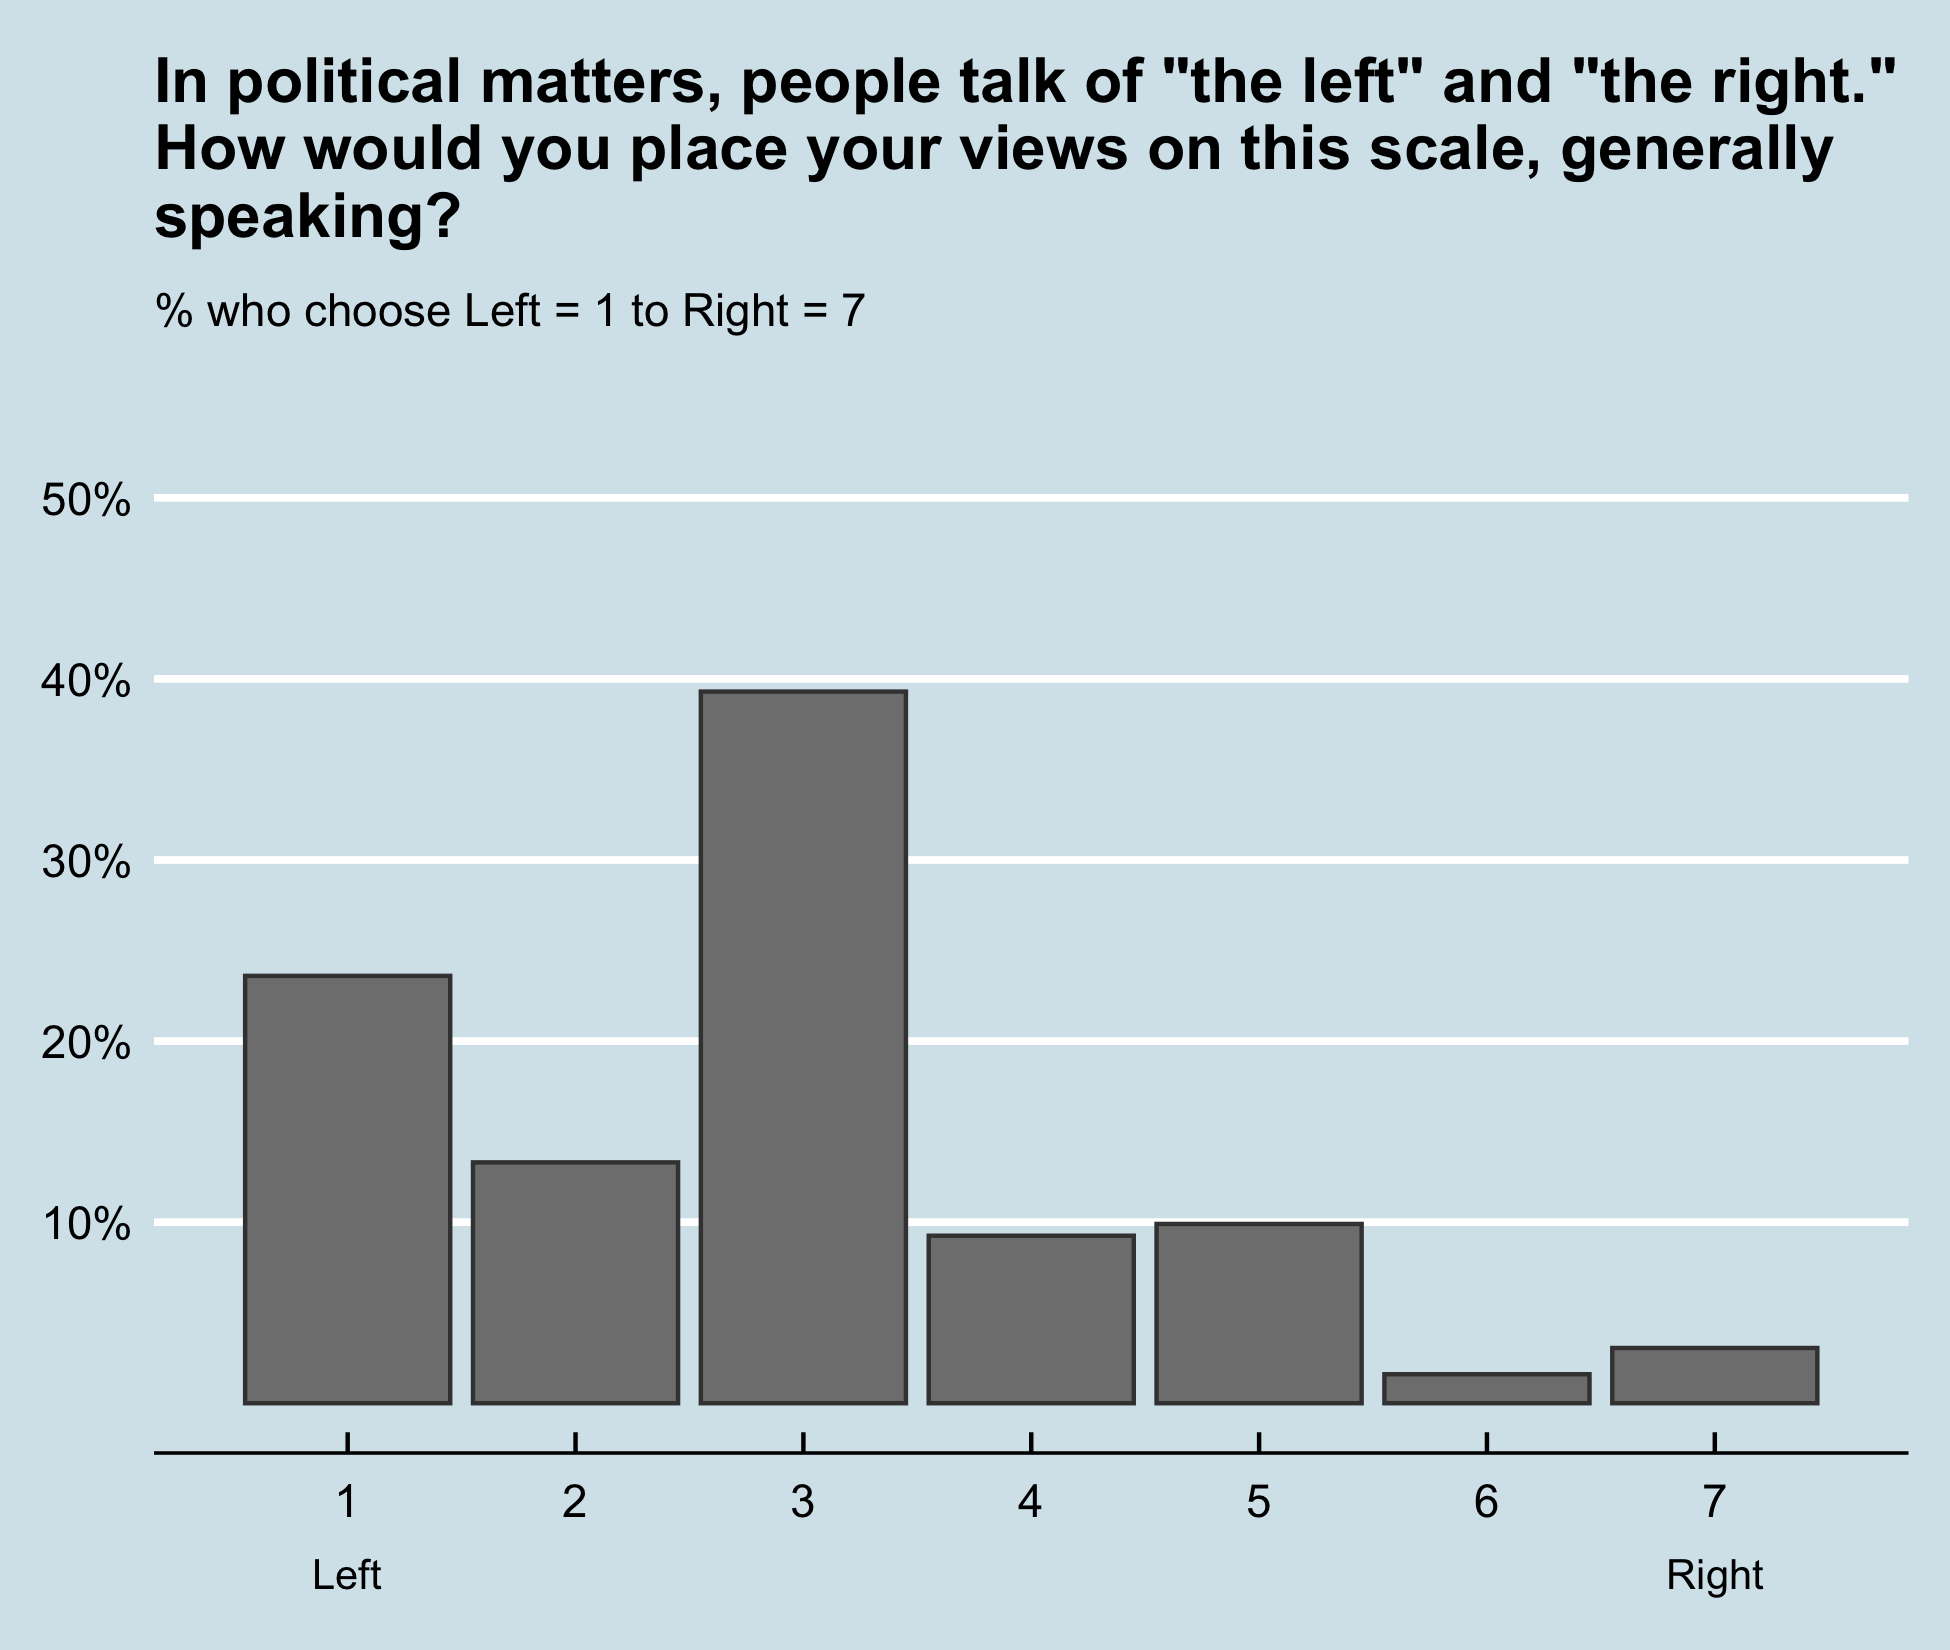 In political matters, people talk of "the left" and "the right."
How would you place your views on this scale, generally
speaking?
% who choose Left = 1 to Right = 7
50%
40%
30%
20%
10%
1 2 3 4 5 6 7
Left Right